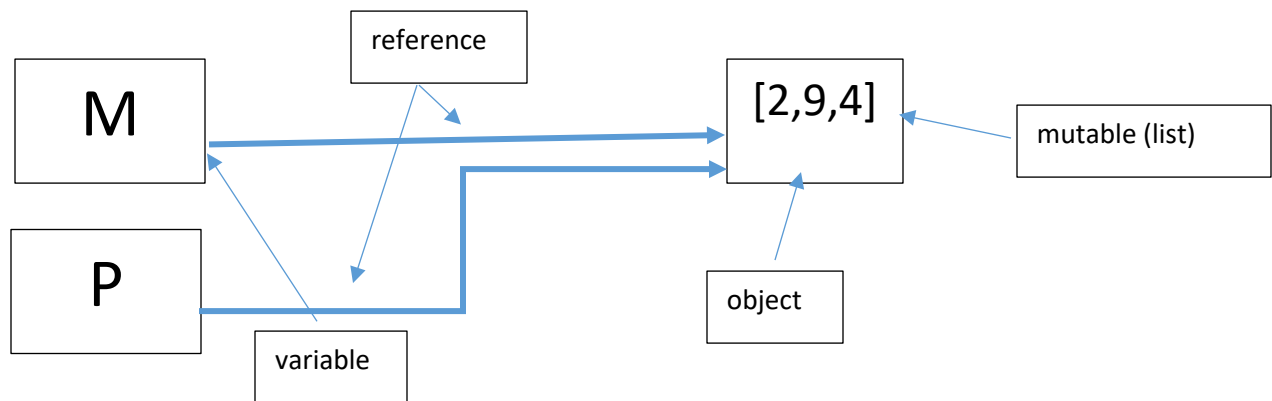 reference
M
[2,9,4]
mutable (list)
P
object
variable